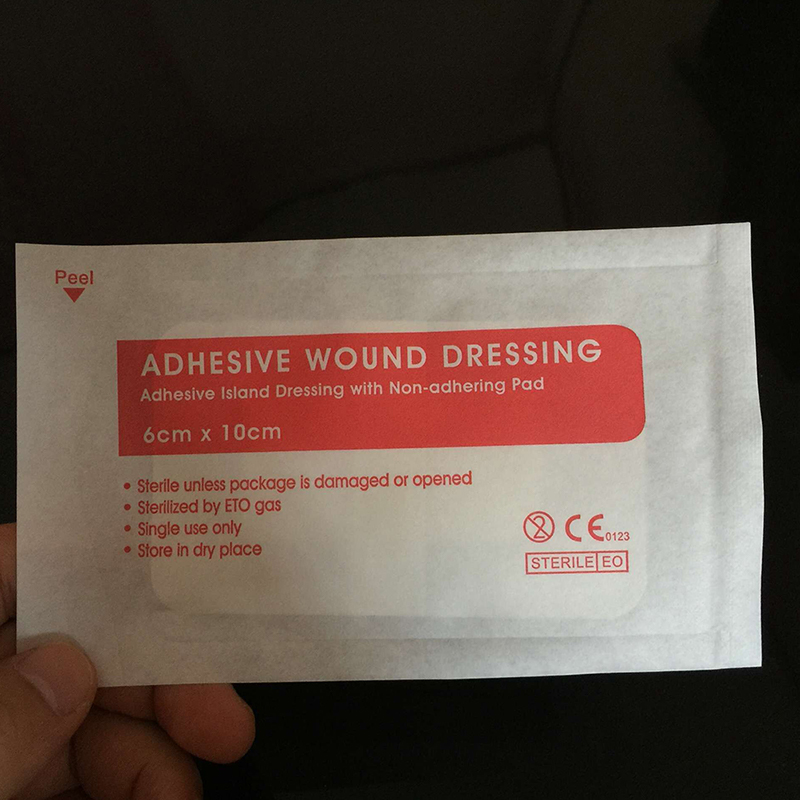 Peel
ADHESIVE WOUND DRESSING
Adhesive Island Dressing with Non-adhering Pad
6cm x 10cm
• Sterile unless package is damaged or opened
• Sterilized by ETO gas
• Single use only
• Store in dry place
2 CE 0123
STERILE EO